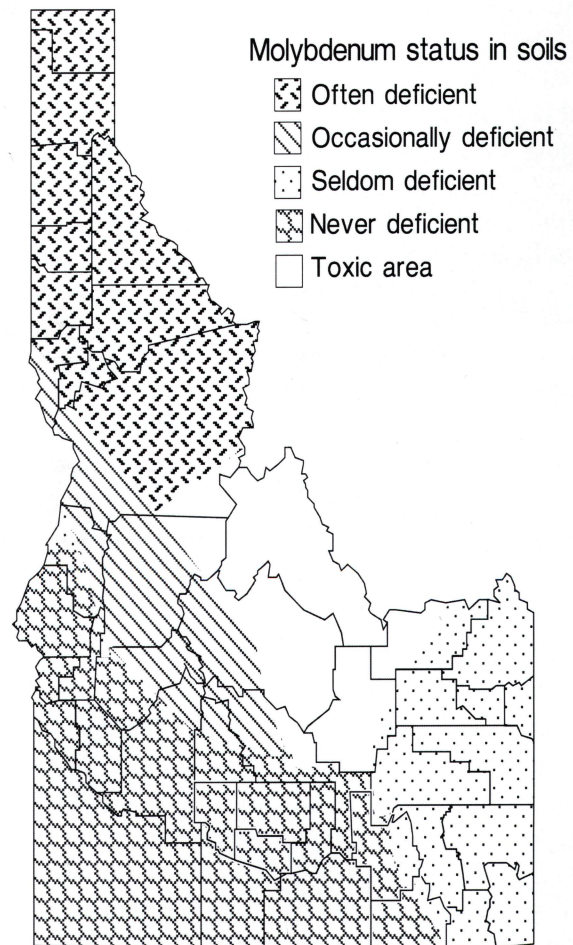 Molybdenum status in soils
Often deficient
Occasionally deficient
Seldom deficient
Never deficient
Toxic area